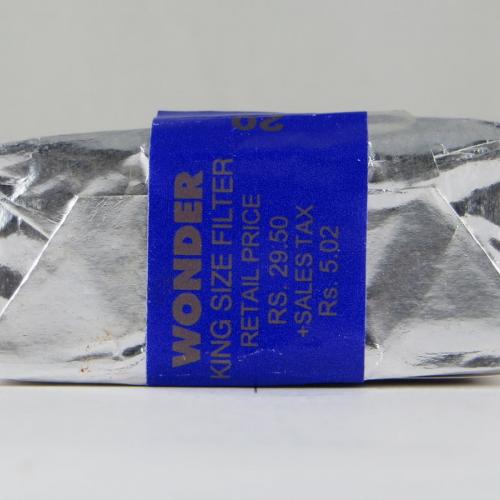 WONDER
KING SIZE FILTER
RETAIL PRICE
RS. 29.50
+SALES TAX
Rs. 5.02